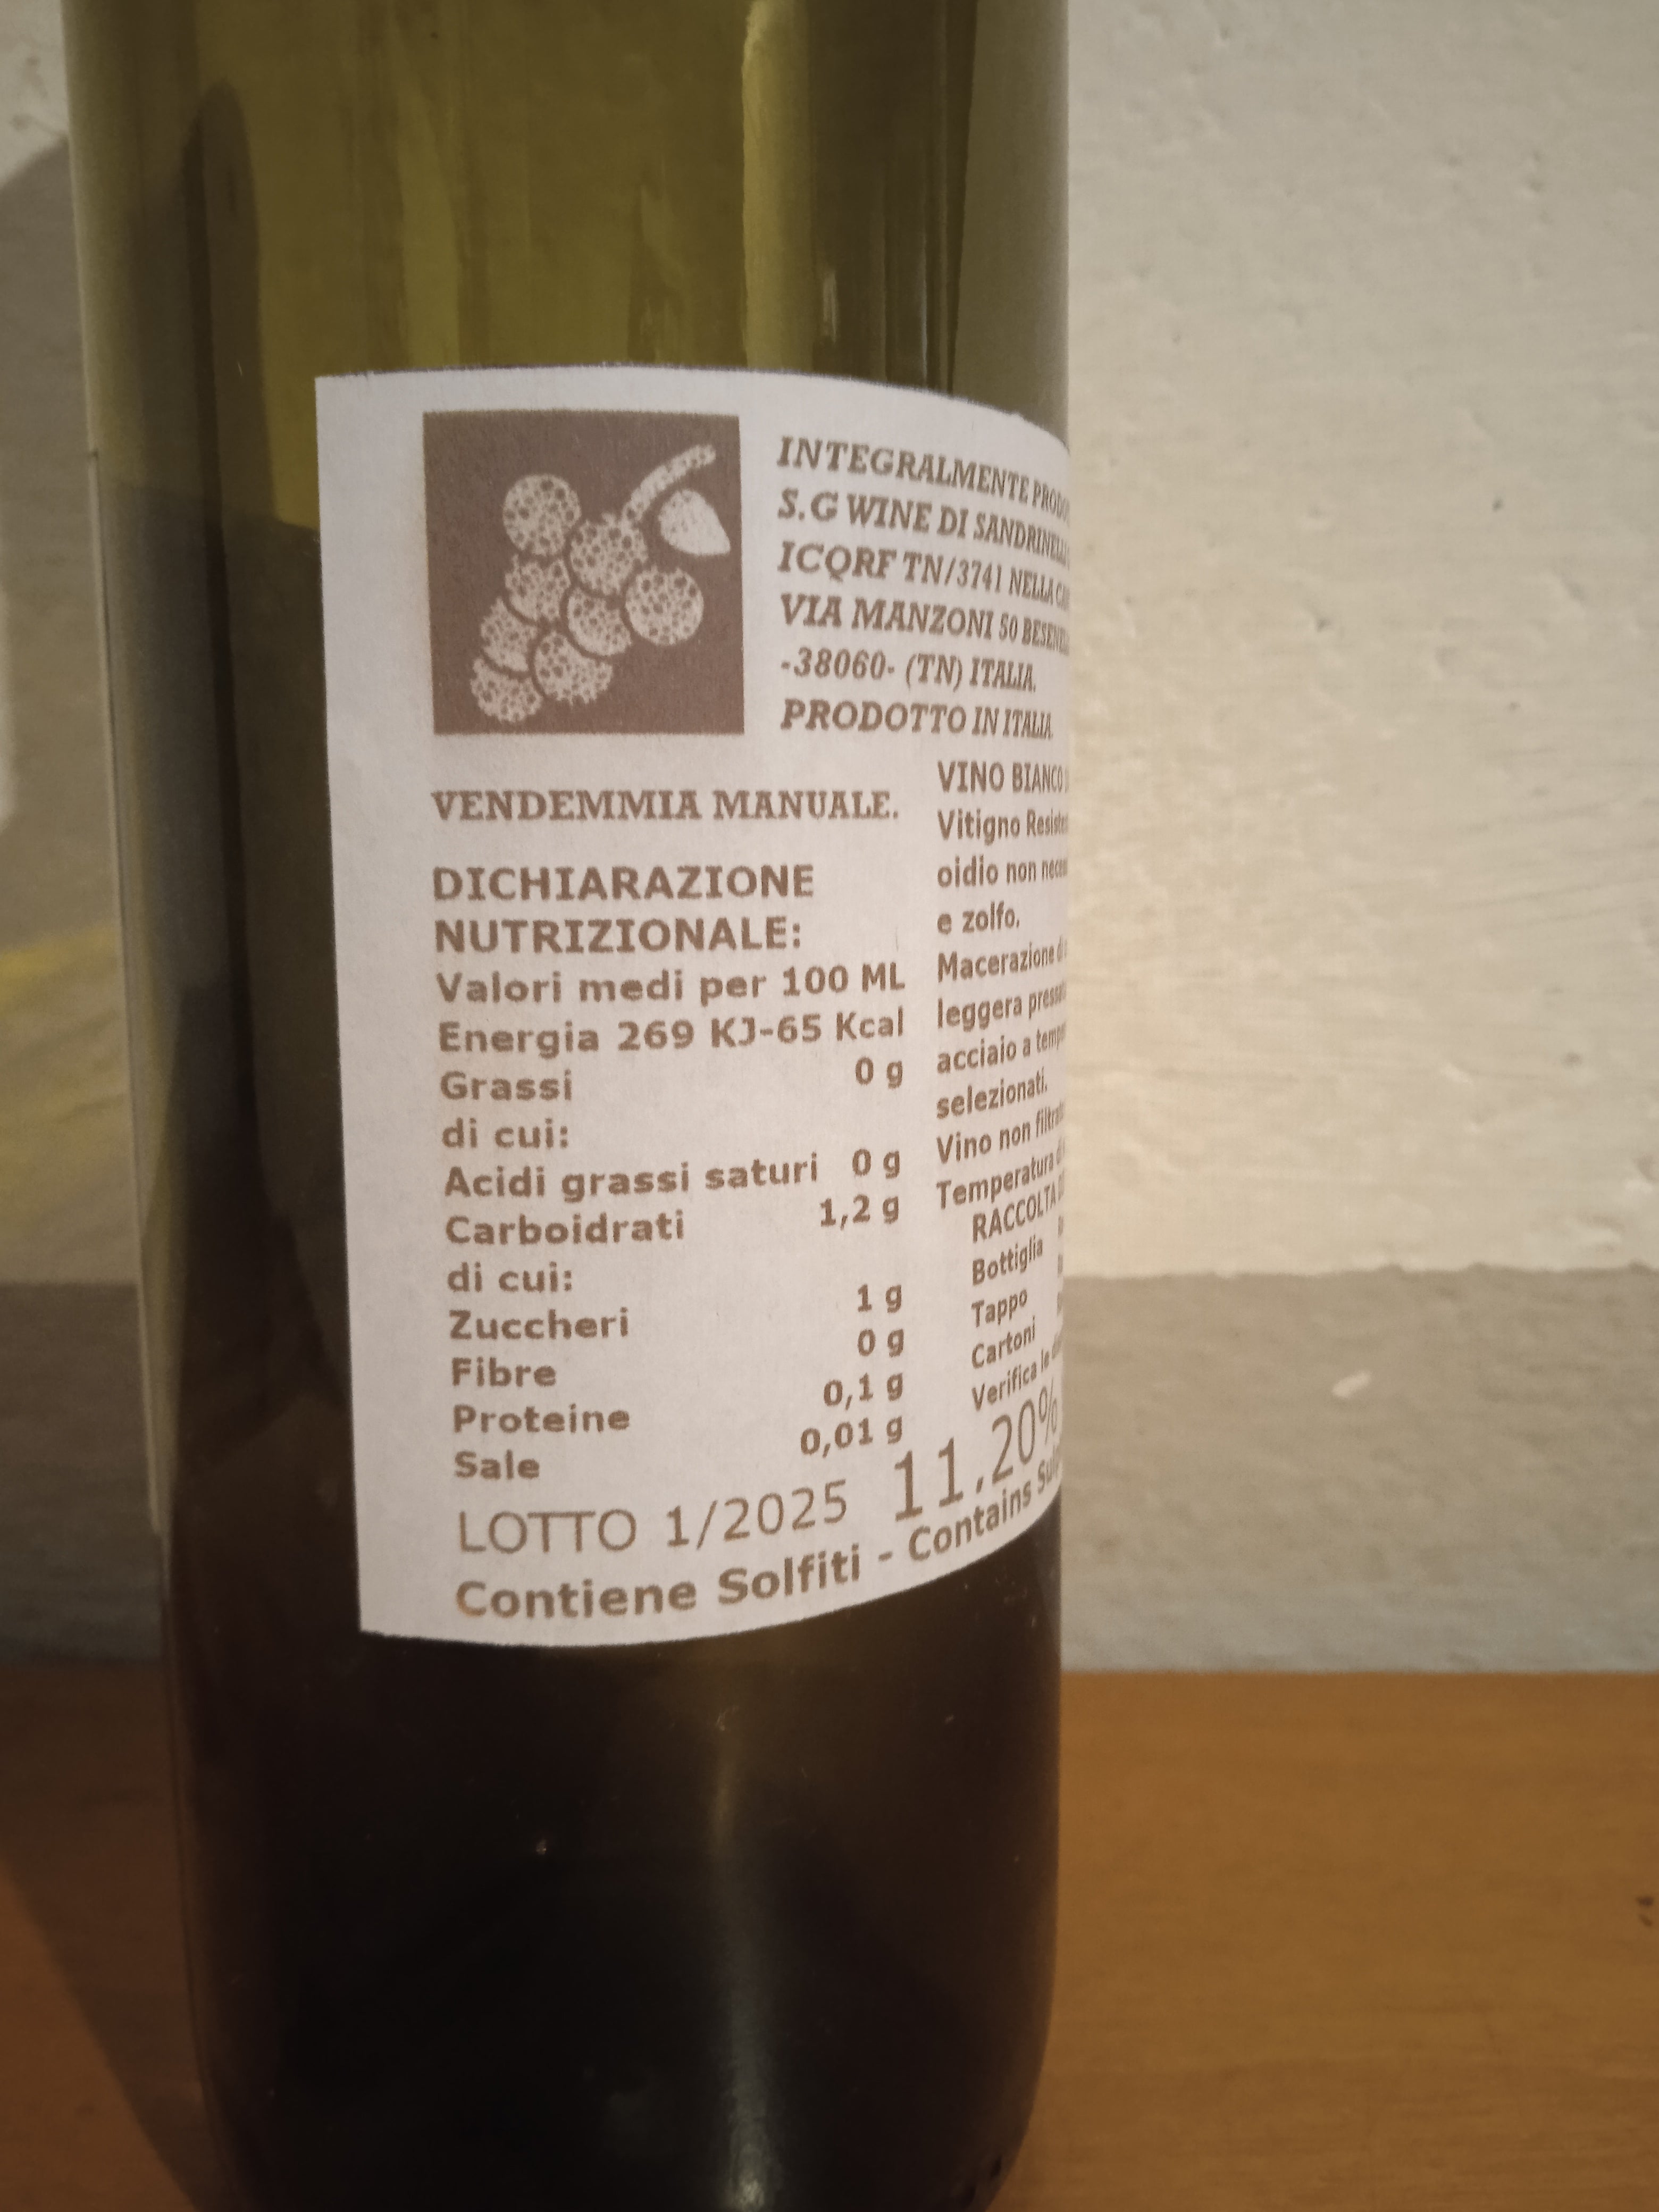 INTEGRALMENTE
S.G WINE DI
ICQRF TN/3741 NELLA
VIA MANZONI 50
-38060- (TN) ITALIA.
PRODOTTO IN ITALIA
VENDEMMIA MANUALE.
DICHIARAZIONE
NUTRIZIONALE:
Valori medi per 100 ML
Energia 269 KJ-65 Kcal
Grassi 0 g
di cui:
Acidi grassi saturi 0 g
Carboidrati 1,2 g
di cui:
Zuccheri 1 g
Fibre 0 g
Proteine 0,1 g
Sale 0,01 g
VINO BIANCO
Vitigno
oidio non
e zolfo.
Macerazione
leggera
acciaio a
selezionati.
Vino non
Temperatura
RACCOLTA
Bottiglia
Tappo
Cartoni
Verifica le
LOTTO 1/2025 11.20%
Contiene Solfiti - Contains